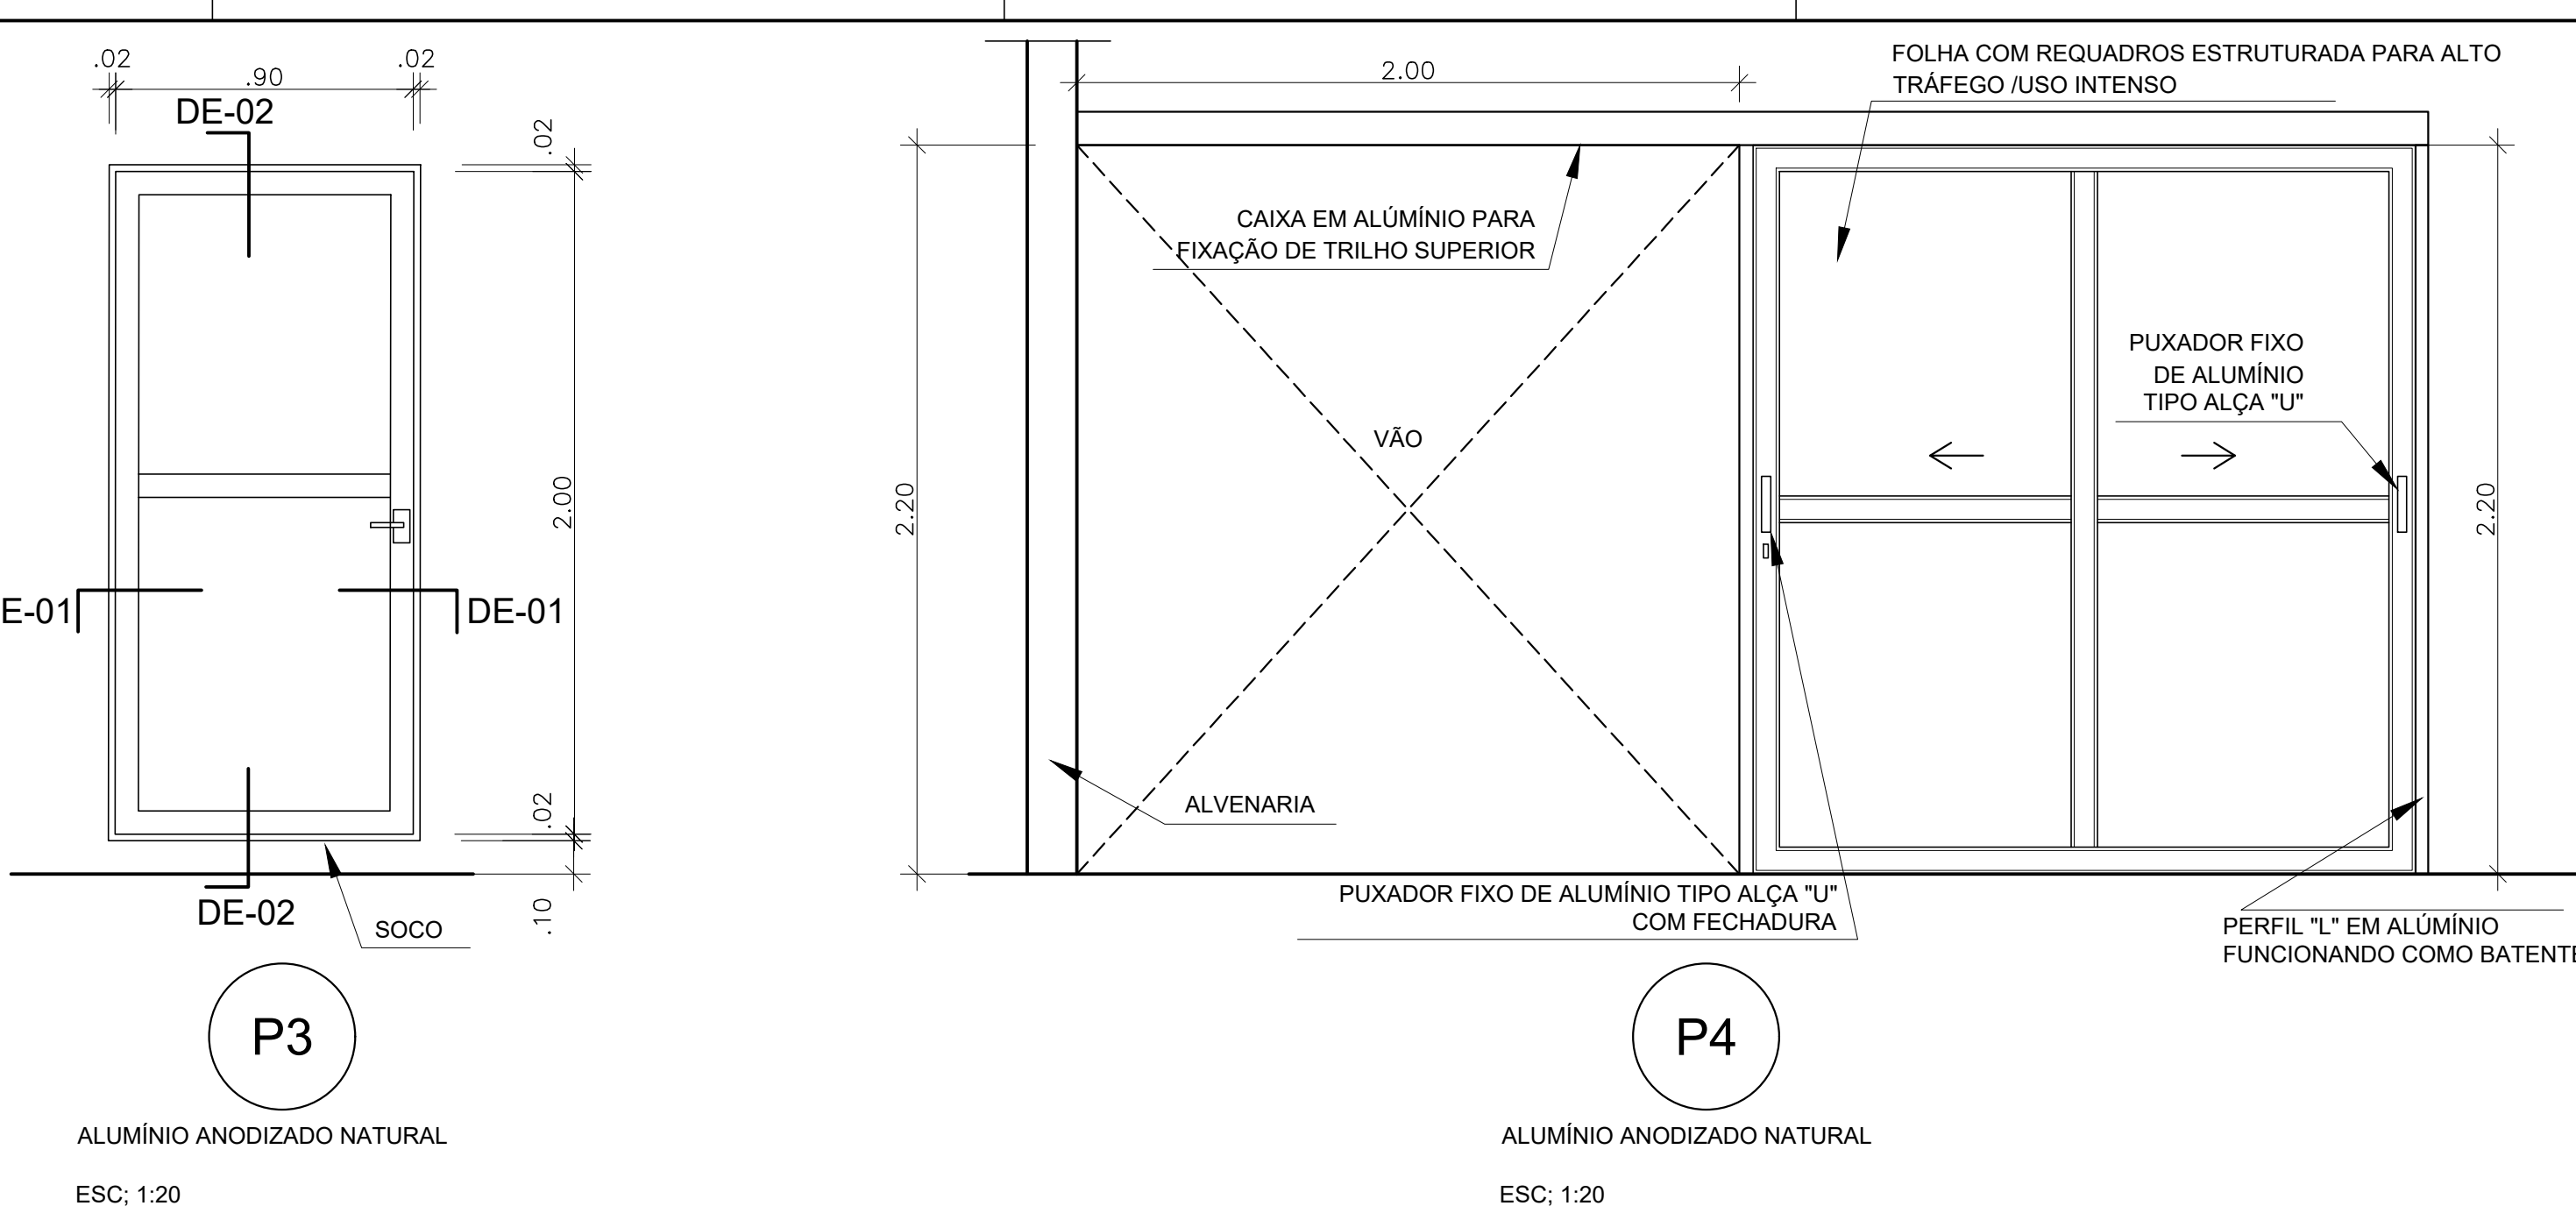 .02
.90
.02
DE-02
.02
2.00
E-01
DE-01
.02
.10
DE-02
SOCO
P3
ALUMÍNIO ANODIZADO NATURAL
ESC; 1:20
2.00
FOLHA COM REQUADROS ESTRUTURADA PARA ALTO
TRÁFEGO /USO INTENSO
CAIXA EM ALÚMÍNIO PARA
FIXAÇÃO DE TRILHO SUPERIOR
PUXADOR FIXO
DE ALUMÍNIO
TIPO ALÇA "U"
VÃO
2.20
2.20
ALVENARIA
PUXADOR FIXO DE ALUMÍNIO TIPO ALÇA "U"
COM FECHADURA
PERFIL "L" EM ALÚMÍNIO
FUNCIONANDO COMO BATENTE
P4
ALUMÍNIO ANODIZADO NATURAL
ESC; 1:20